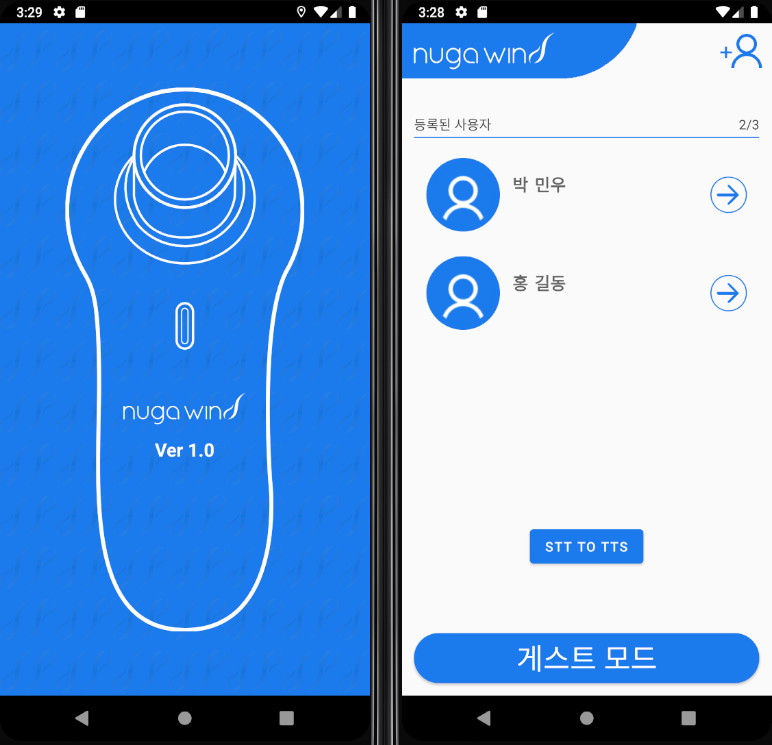 3:29
nuga wind
Ver 1.0
3:28
nuga wind
등록된 사용자
2/3
박 민우
홍 길동
STT TO TTS
게스트 모드